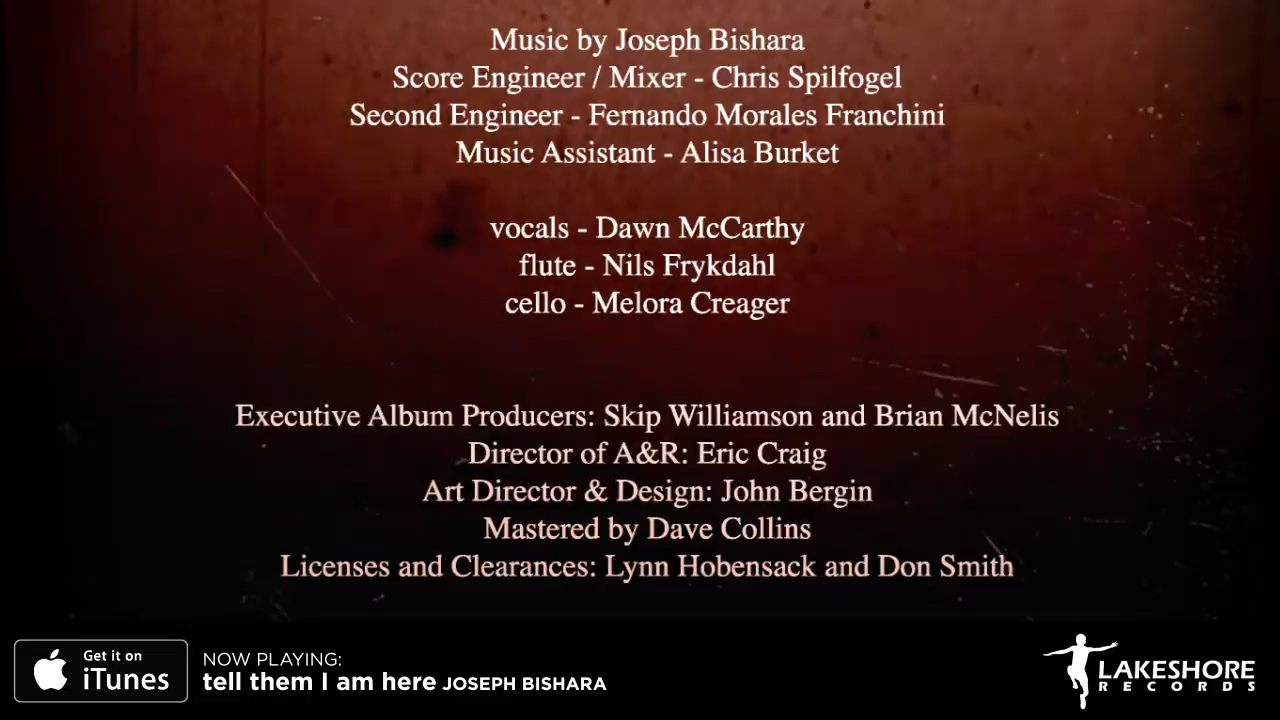 Music by Joseph Bishara
Score Engineer / Mixer - Chris Spilfogel
Second Engineer - Fernando Morales Franchini
Music Assistant - Alisa Burket
vocals - Dawn McCarthy
flute - Nils Frykdahl
cello - Melora Creager
Executive Album Producers: Skip Williamson and Brian McNelis
Director of A&R: Eric Craig
Art Director & Design: John Bergin
Mastered by Dave Collins
Licenses and Clearances: Lynn Hobensack and Don Smith
Get it on
iTunes
NOW PLAYING:
tell them I am here JOSEPH BISHARA
LAKESHORE
RECORDS